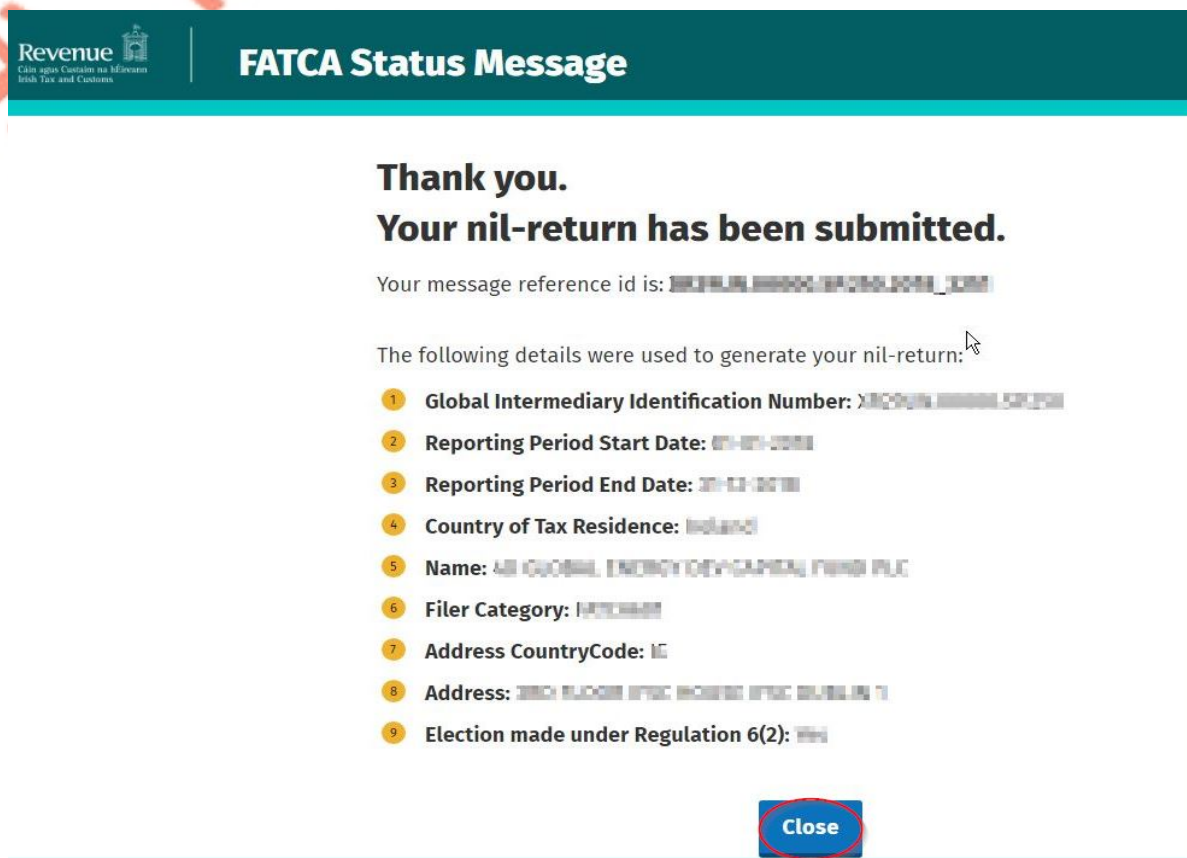 Revenue
Cáin agus Custaim na hÉireann
Irish Tax and Customs
FATCA Status Message
Thank you.
Your nil-return has been submitted.
Your message reference id is:
The following details were used to generate your nil-return:
1 Global Intermediary Identification Number:
2 Reporting Period Start Date:
3 Reporting Period End Date:
4 Country of Tax Residence:
5 Name:
6 Filer Category:
7 Address CountryCode:
8 Address:
9 Election made under Regulation 6(2):
Close